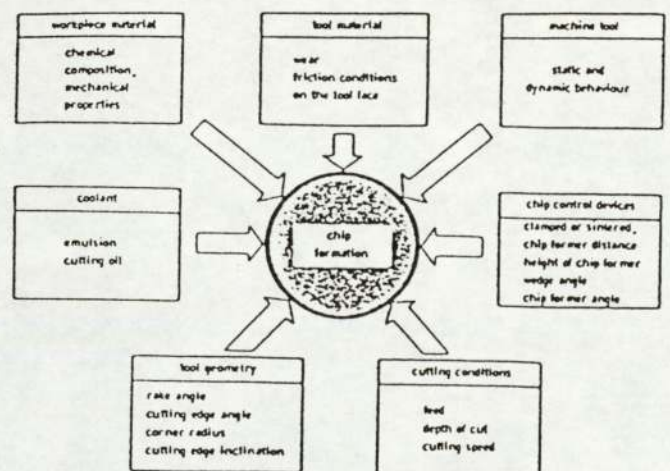 workpiece material
chemical
composition,
mechanical
properties
tool material
wear
friction conditions
on the tool face
machine tool
static and
dynamic behaviour
coolant
emulsion
cutting oil
chip
formation
chip control devices
clamped or sintered,
chip former distance
height of chip former
wedge angle
chip former angle
tool geometry
rake angle
cutting edge angle
corner radius
cutting edge inclination
cutting conditions
feed
depth of cut
cutting speed